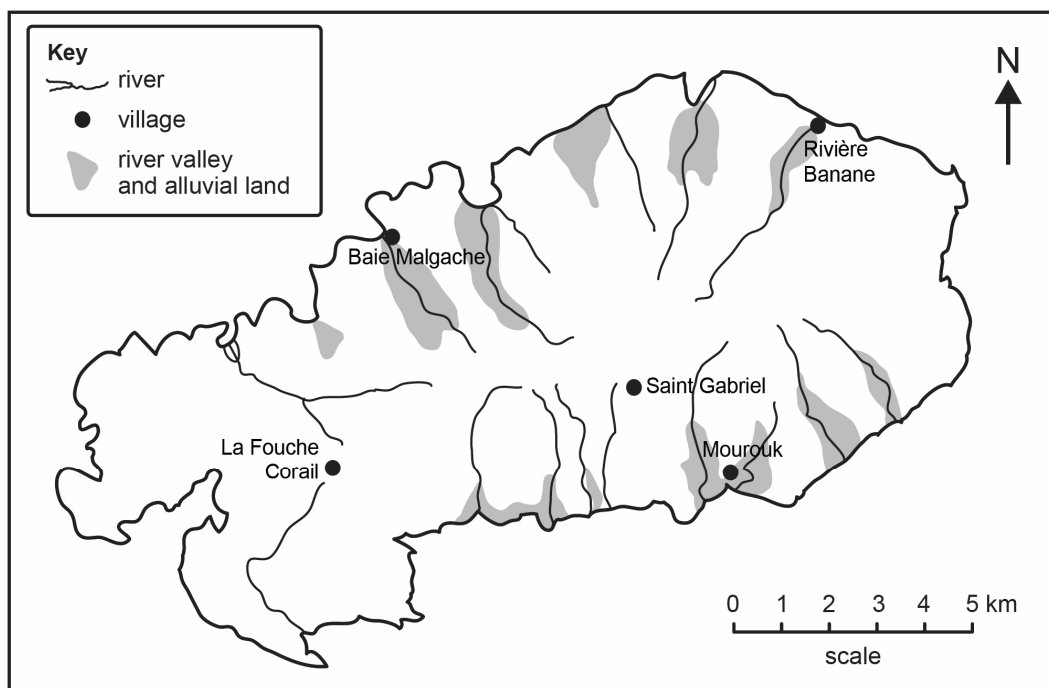 Key
river
village
river valley
and alluvial land
N
Rivière
Banane
Baie Malgache
Saint Gabriel
La Fouche
Corail
Mourouk
0 1 2 3 4 5 km
scale